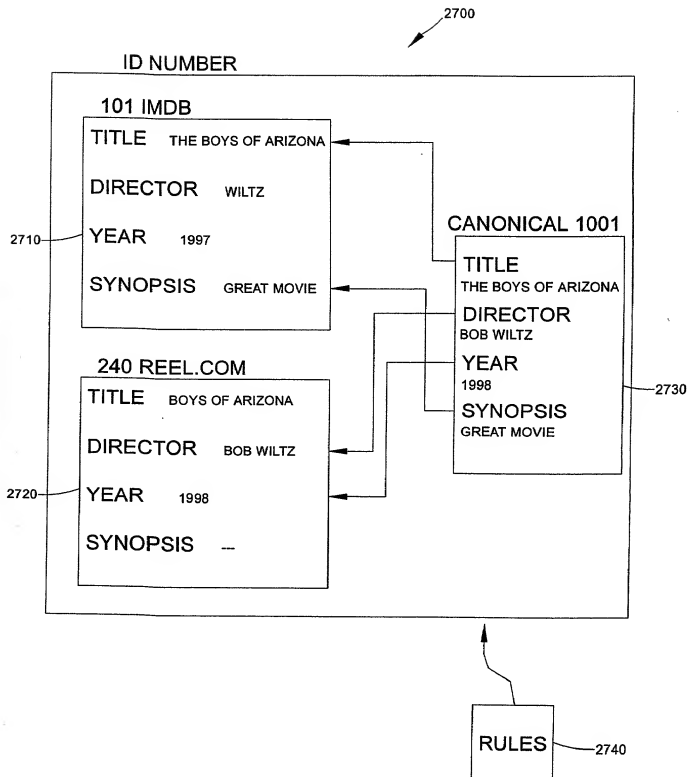 2700
ID NUMBER
101 IMDB
TITLE THE BOYS OF ARIZONA
DIRECTOR WILTZ
2710
YEAR 1997
SYNOPSIS GREAT MOVIE
240 REEL.COM
TITLE BOYS OF ARIZONA
DIRECTOR BOB WILTZ
2720
YEAR 1998
SYNOPSIS ---
CANONICAL 1001
TITLE
THE BOYS OF ARIZONA
DIRECTOR
BOB WILTZ
YEAR
1998
2730
SYNOPSIS
GREAT MOVIE
RULES
2740